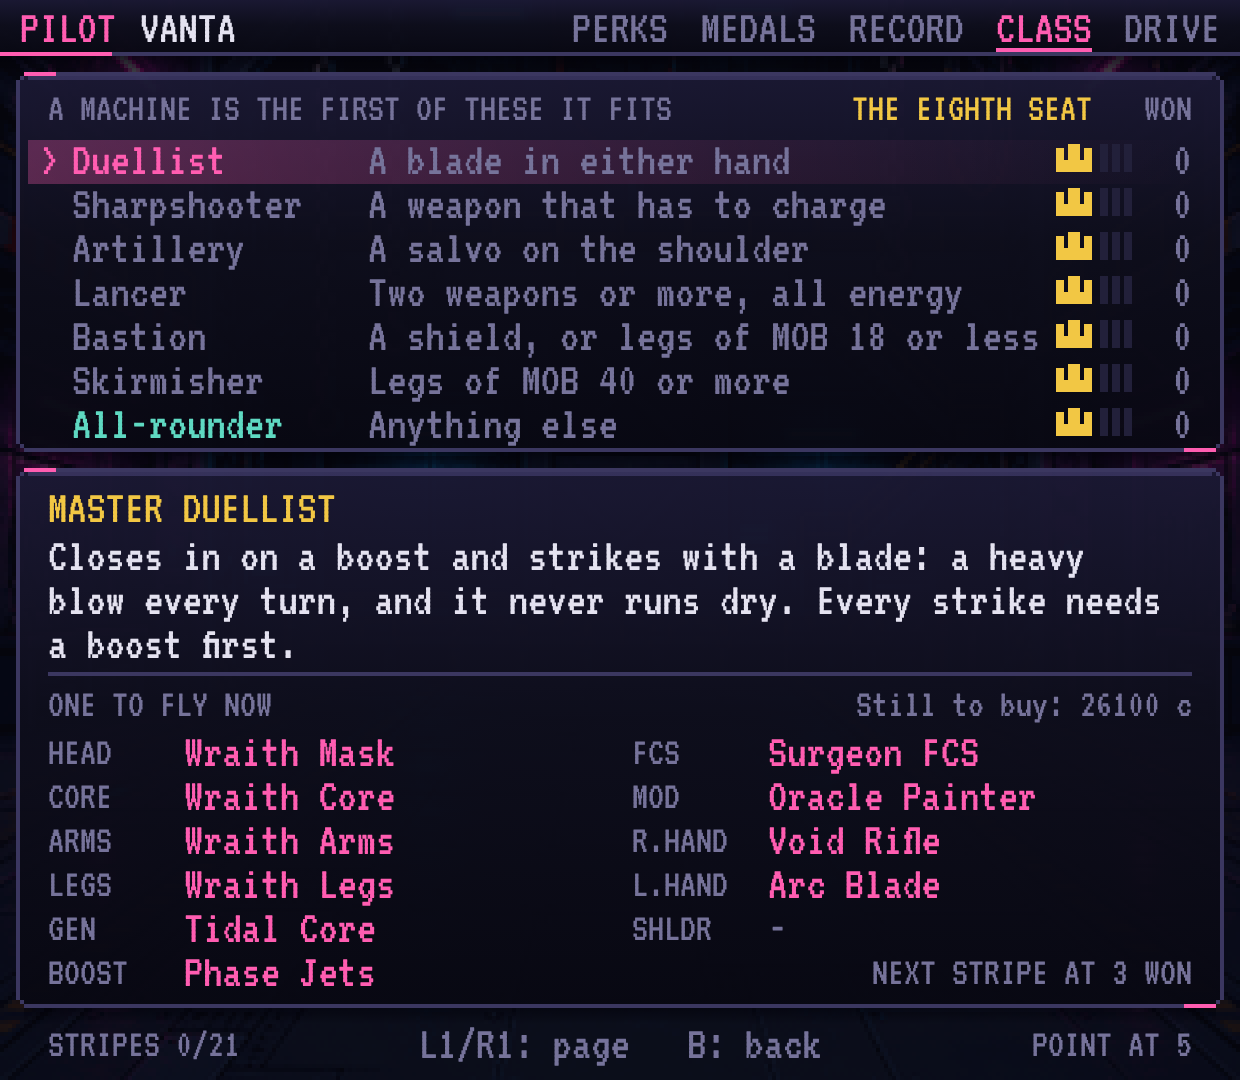 PILOT VANTA PERKS MEDALS RECORD CLASS DRIVE
A MACHINE IS THE FIRST OF THESE IT FITS THE EIGHTH SEAT WON
> Duellist A blade in either hand 0
Sharpshooter A weapon that has to charge 0
Artillery A salvo on the shoulder 0
Lancer Two weapons or more, all energy 0
Bastion A shield, or legs of MOB 18 or less 0
Skirmisher Legs of MOB 40 or more 0
All-rounder Anything else 0
MASTER DUELLIST
Closes in on a boost and strikes with a blade: a heavy
blow every turn, and it never runs dry. Every strike needs
a boost first.
ONE TO FLY NOW Still to buy: 26100 c
HEAD Wraith Mask FCS Surgeon FCS
CORE Wraith Core MOD Oracle Painter
ARMS Wraith Arms R.HAND Void Rifle
LEGS Wraith Legs L.HAND Arc Blade
GEN Tidal Core SHLDR -
BOOST Phase Jets NEXT STRIPE AT 3 WON
STRIPES 0/21 L1/R1: page B: back POINT AT 5